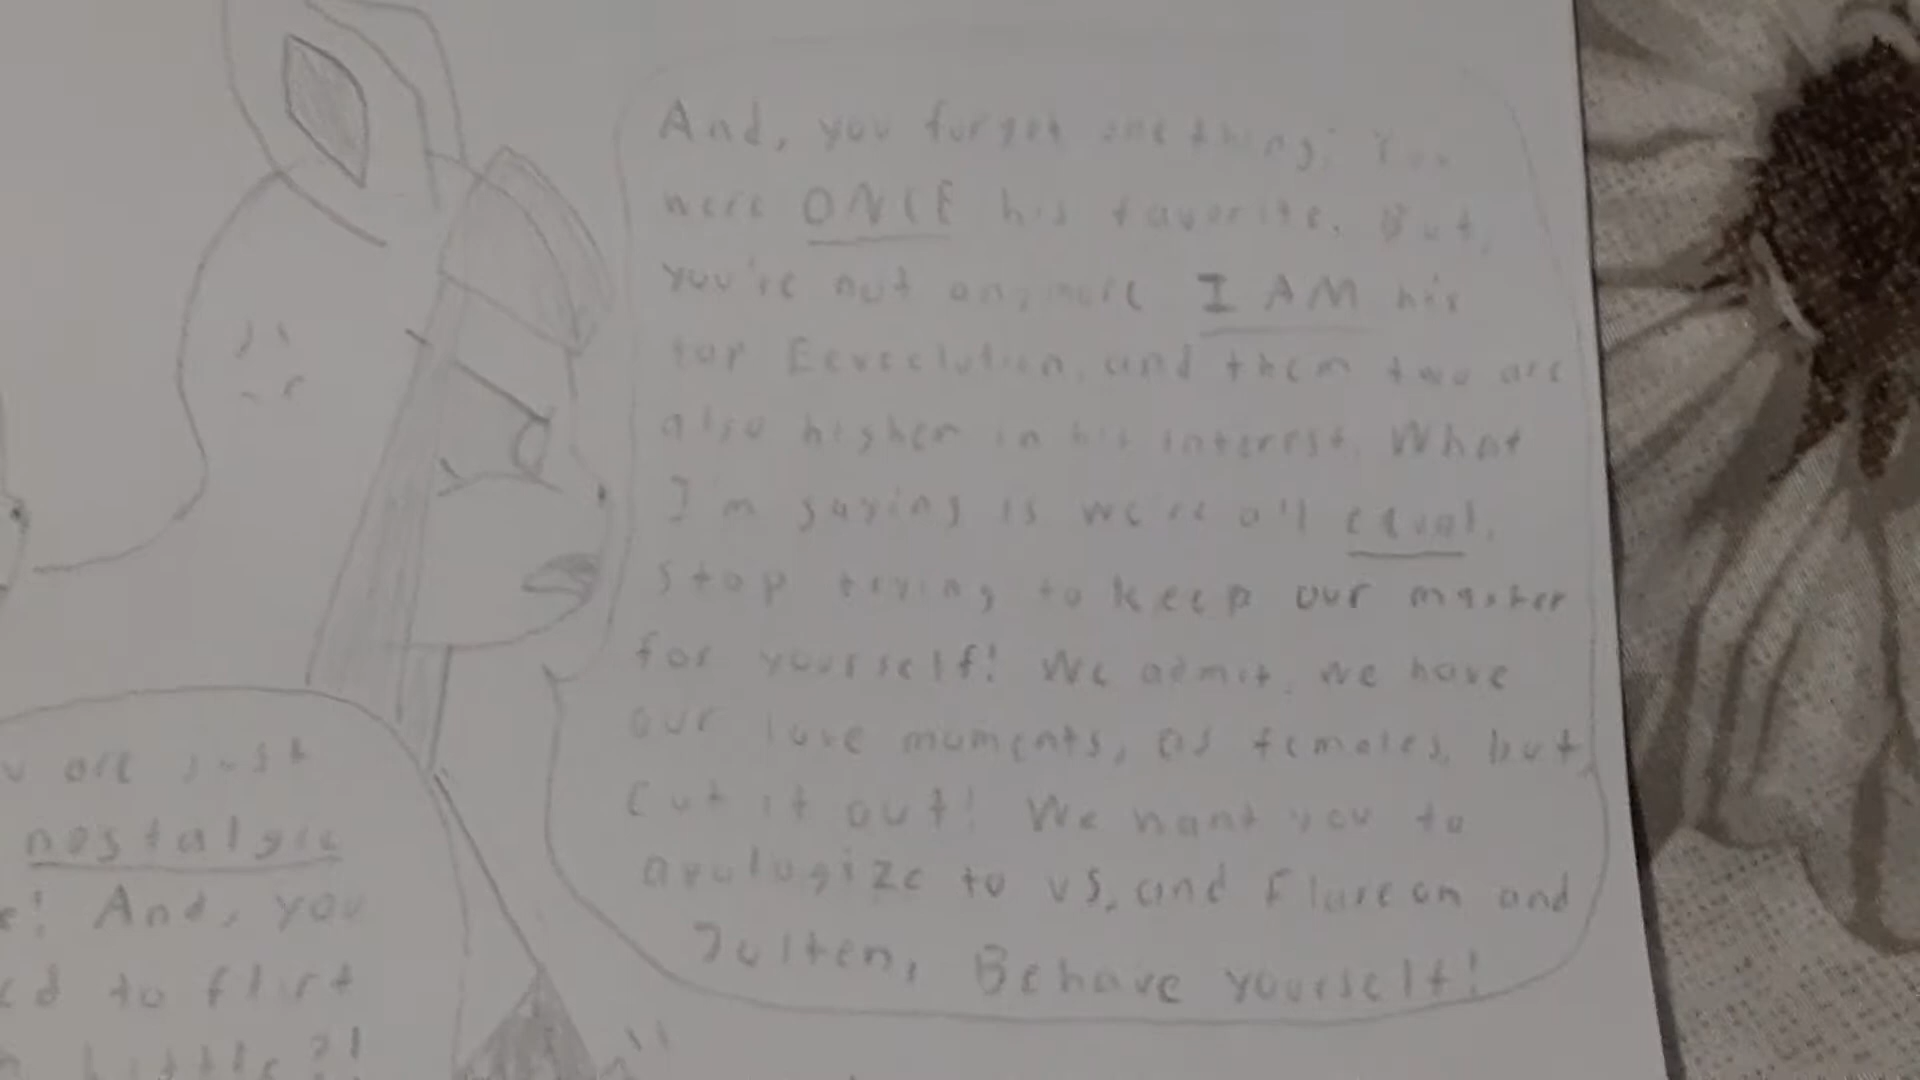 And, you forgot one thing; You
were ONCE his favorite. But,
you're not anymore I AM his
top Eeveelution, and them two are
also higher in his interest. What
I'm saying is we're all equal.
Stop trying to keep our master
for yourself! We admit, we have
our love moments, as females, but
cut it out! We want you to
apologize to us, and Flareon and
Jolteon, Behave yourself!
are just
nostalgic
! And, you
to flirt
little?!